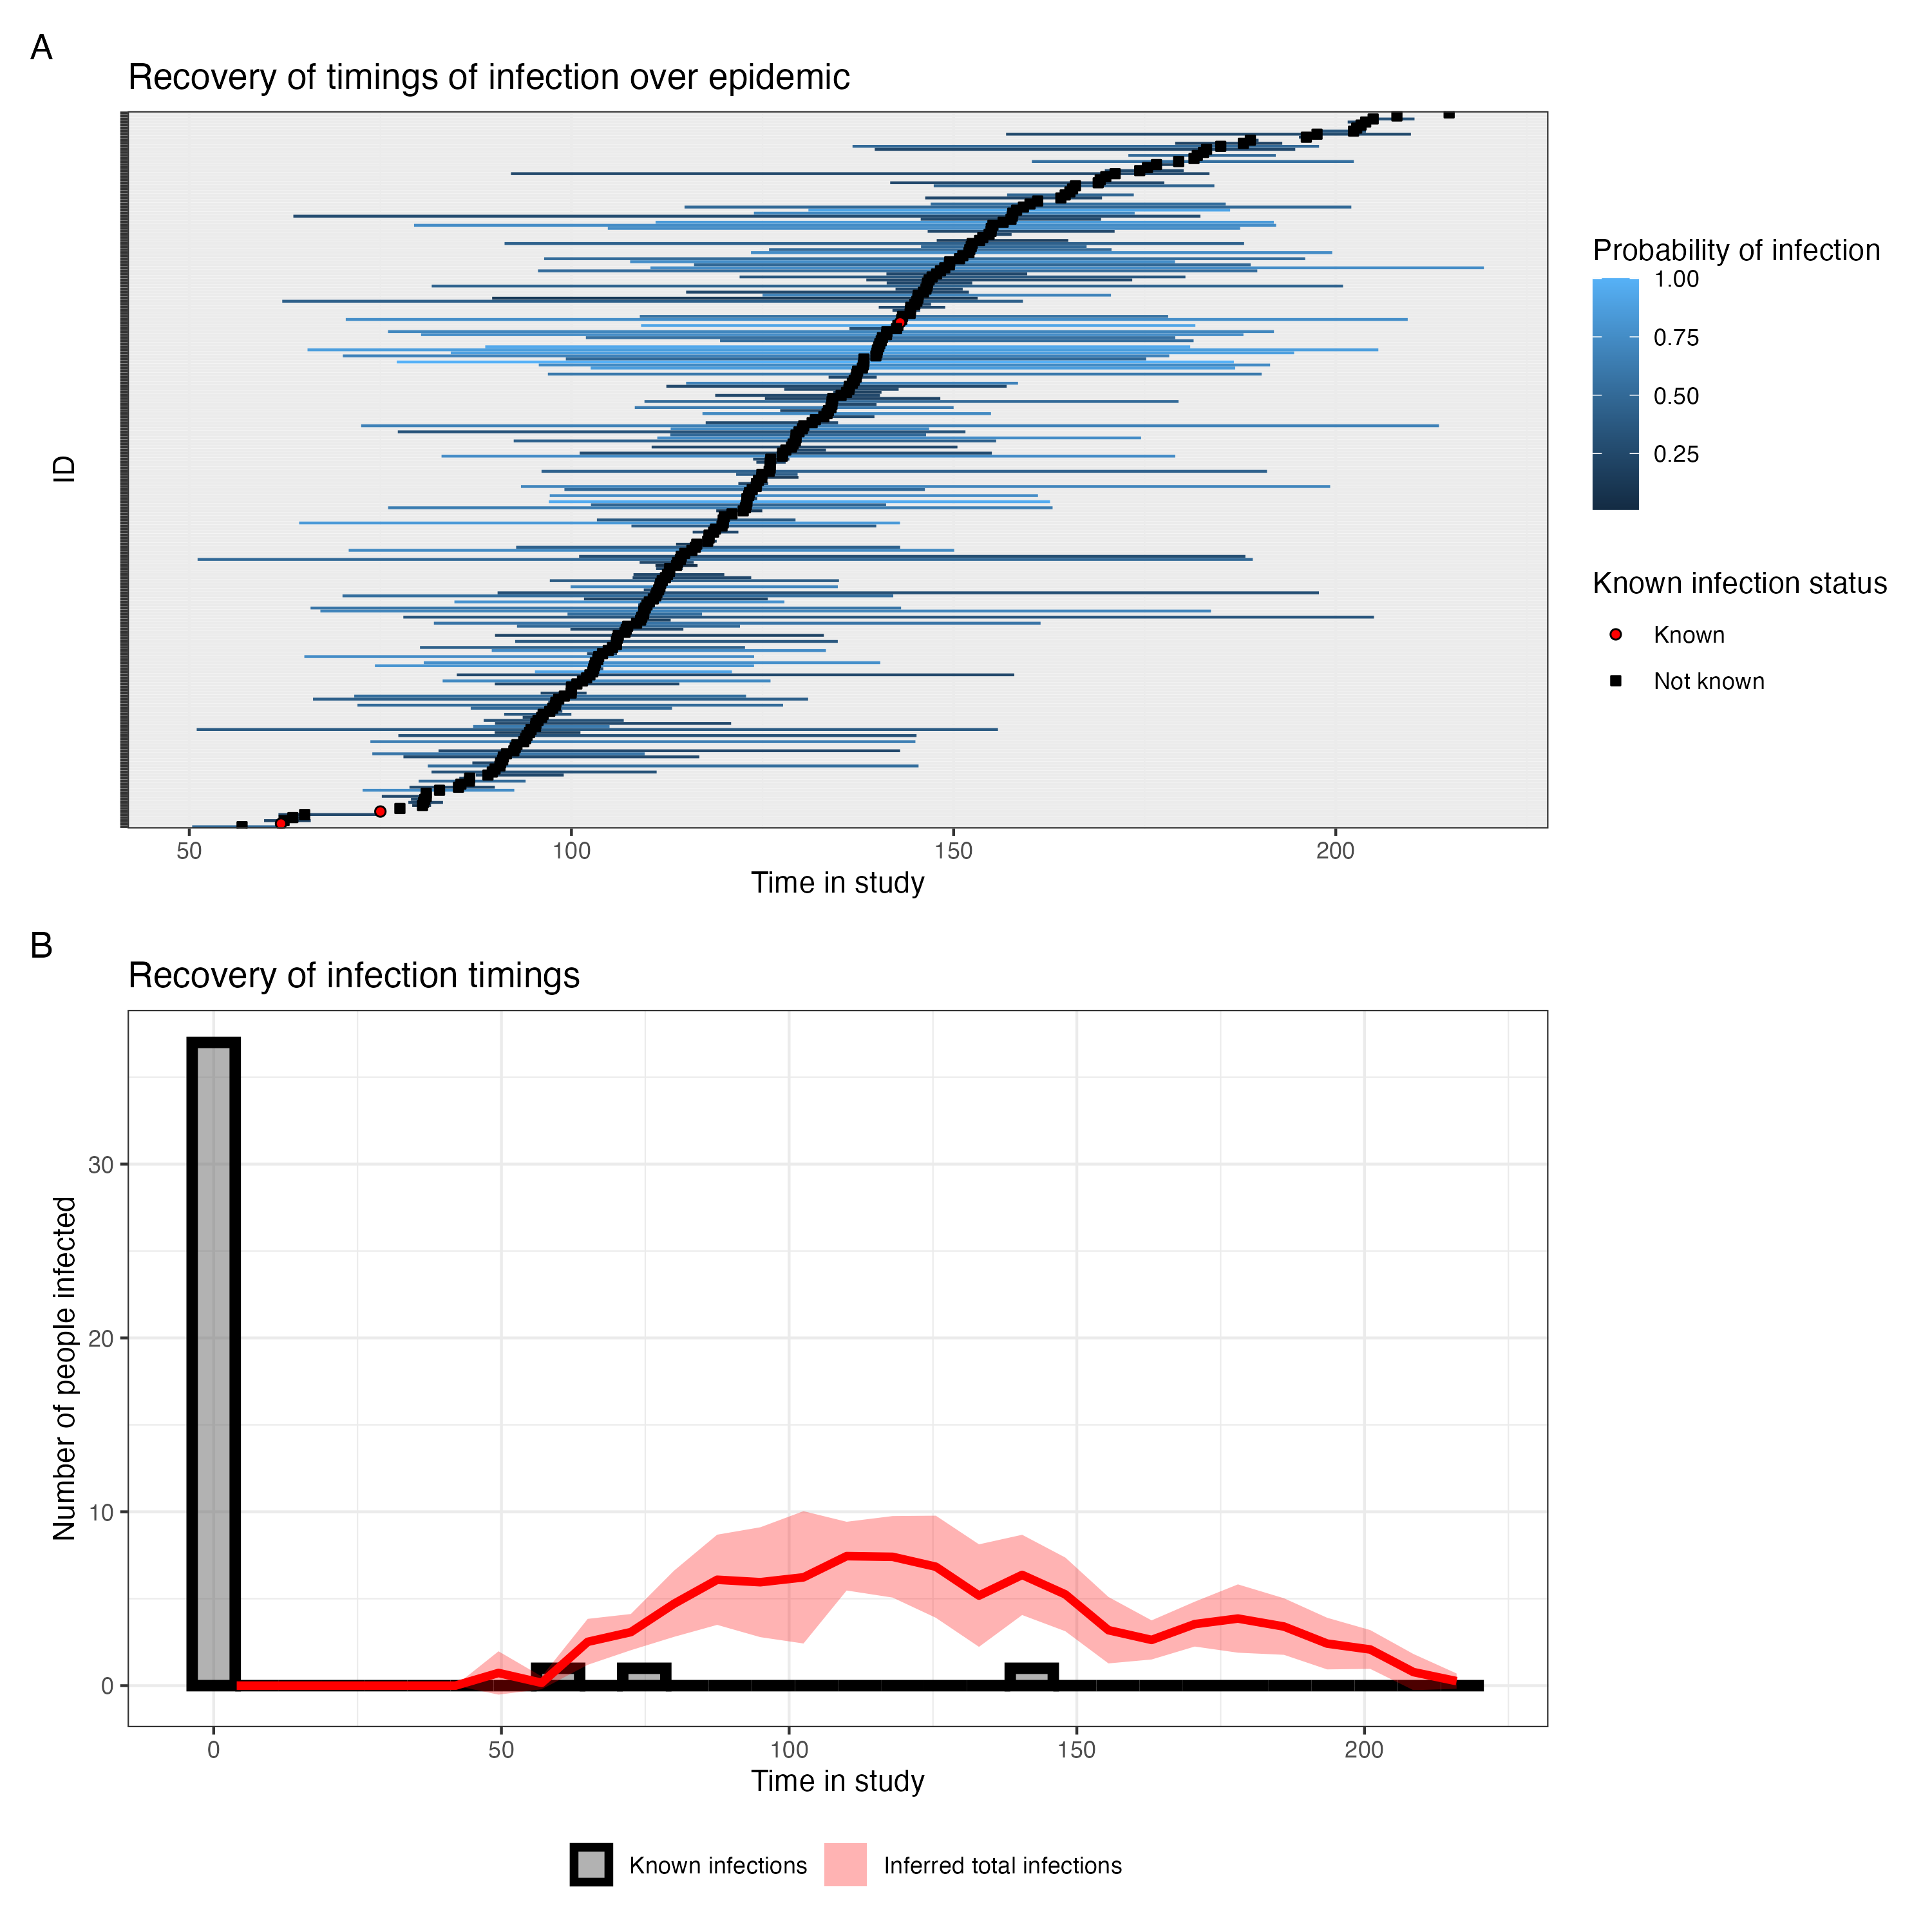 A
Recovery of timings of infection over epidemic
ID
50 100 150 200
Time in study
Probability of infection
1.00
0.75
0.50
0.25
Known infection status
Known
Not known
B
Recovery of infection timings
Number of people infected
30
20
10
0
0 50 100 150 200
Time in study
Known infections Inferred total infections